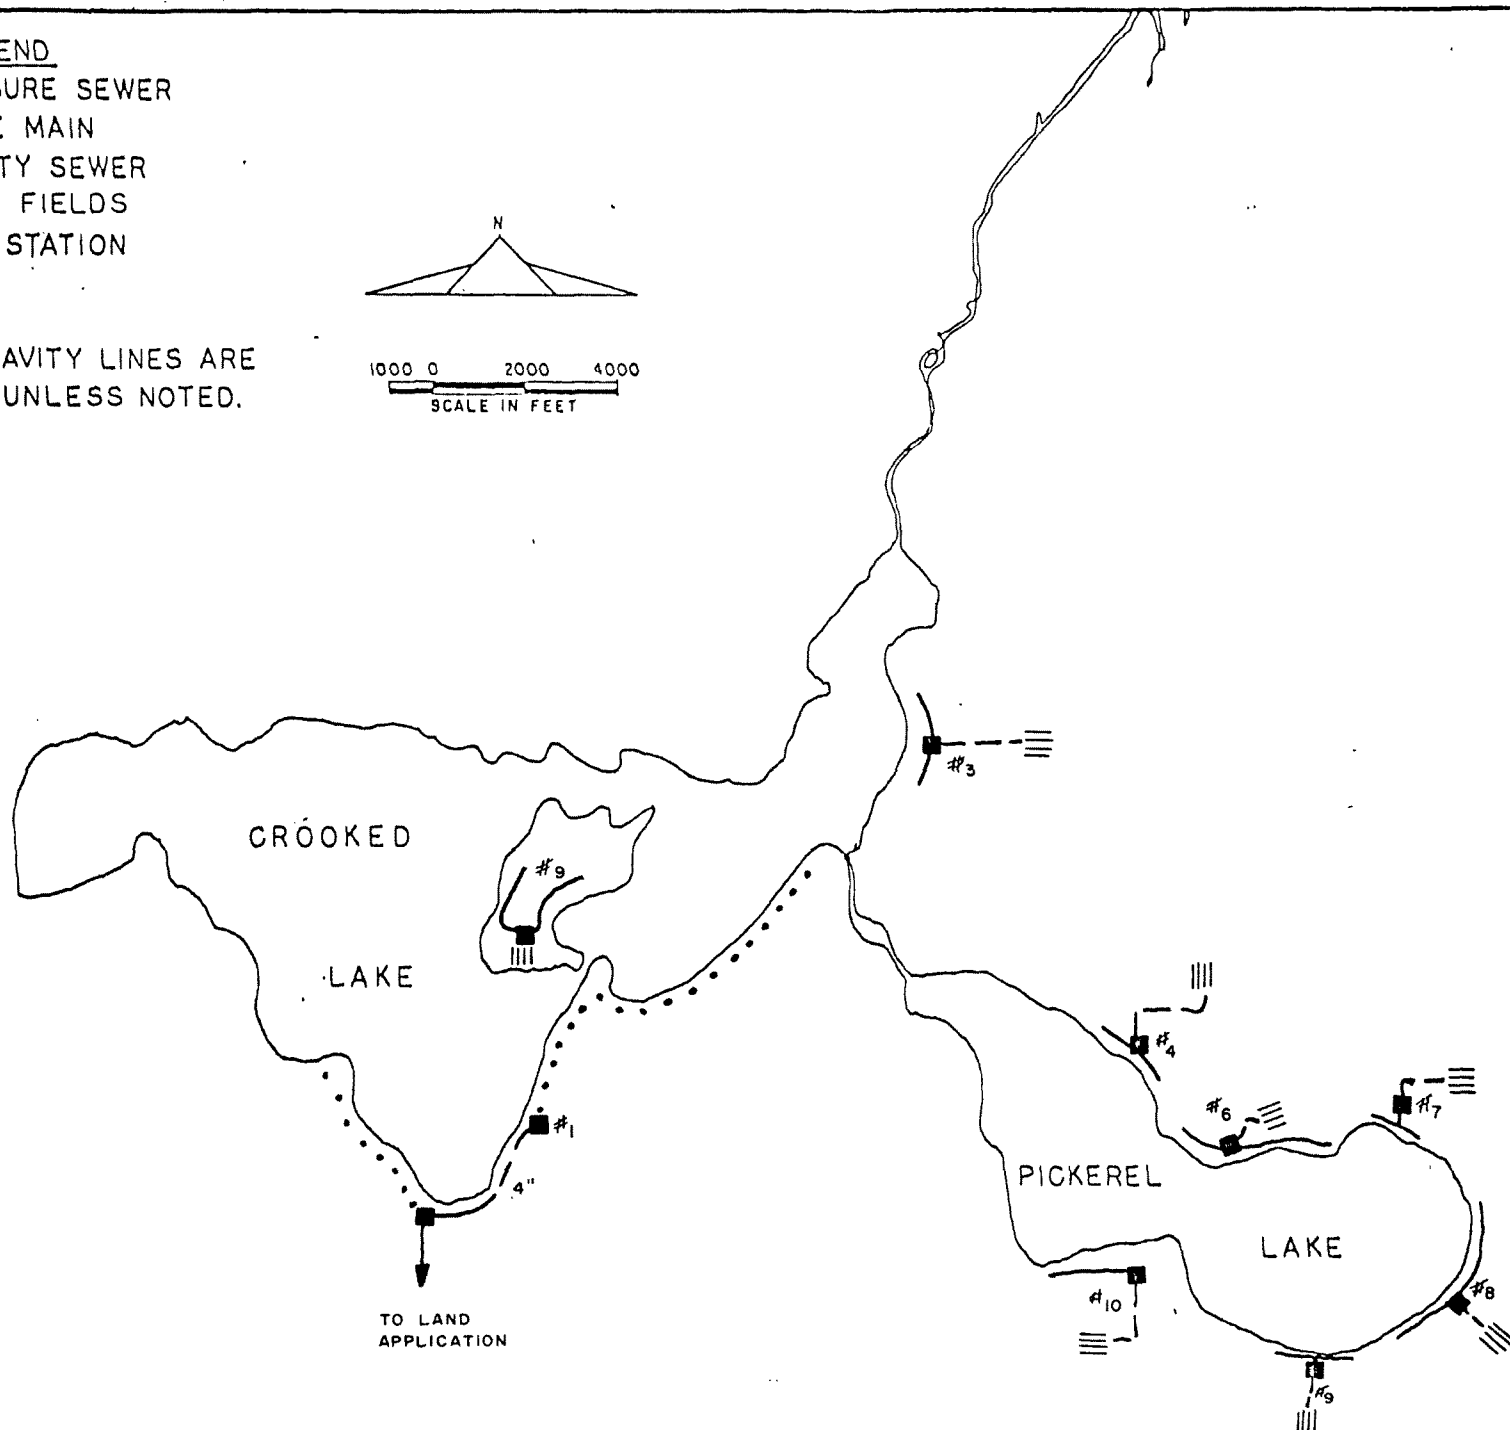 END
SURE SEWER
E MAIN
TY SEWER
FIELDS
STATION
AVITY LINES ARE
UNLESS NOTED.
N
1000 0 2000 4000
SCALE IN FEET
#3
CROOKED
#9
LAKE
#4
#6
#7
#1
PICKEREL
4"
LAKE
#8
#10
TO LAND
APPLICATION
#9